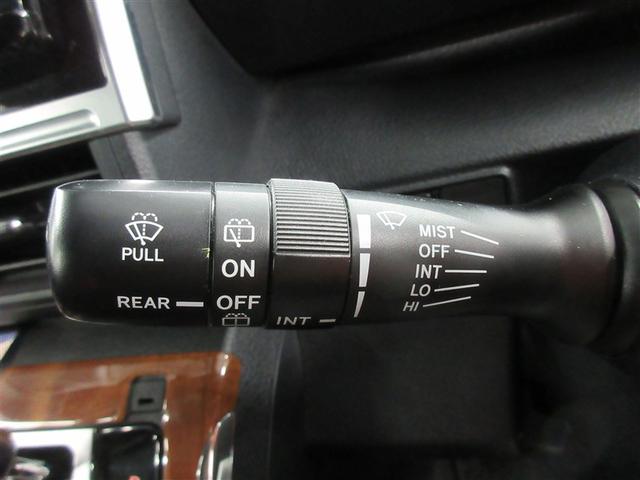 PULL
REAR
ON
OFF
INT
MIST
OFF
INT
LO
HI